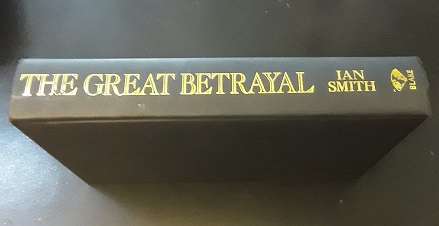 THE GREAT BETRAYAL
IAN
SMITH
BLAKE